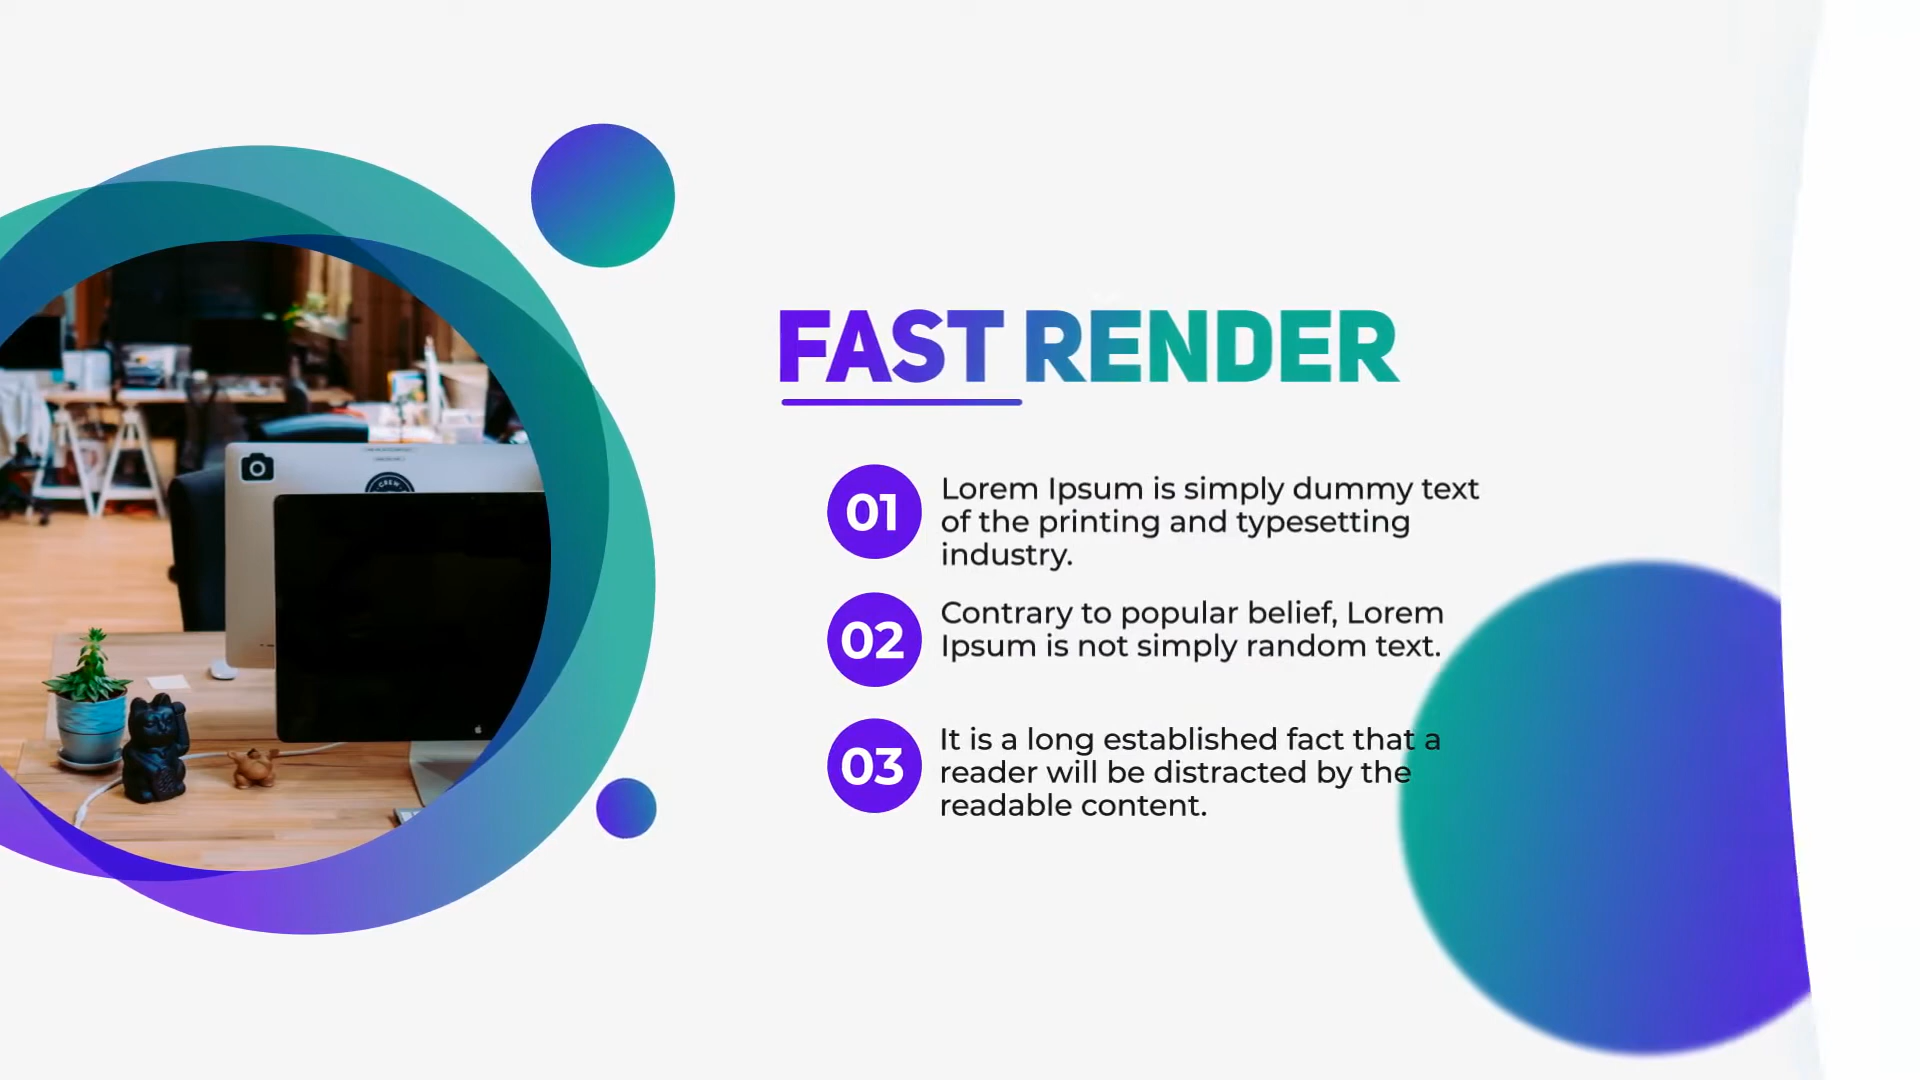 FAST RENDER
01
Lorem Ipsum is simply dummy text
of the printing and typesetting
industry.
02
Contrary to popular belief, Lorem
Ipsum is not simply random text.
03
It is a long established fact that a
reader will be distracted by the
readable content.
CREW